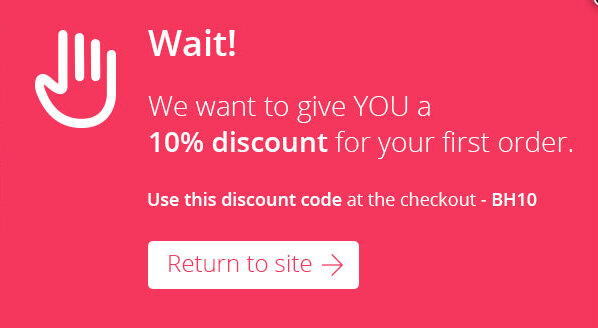 Wait!
We want to give YOU a
10% discount for your first order.
Use this discount code at the checkout - BH10
Return to site →